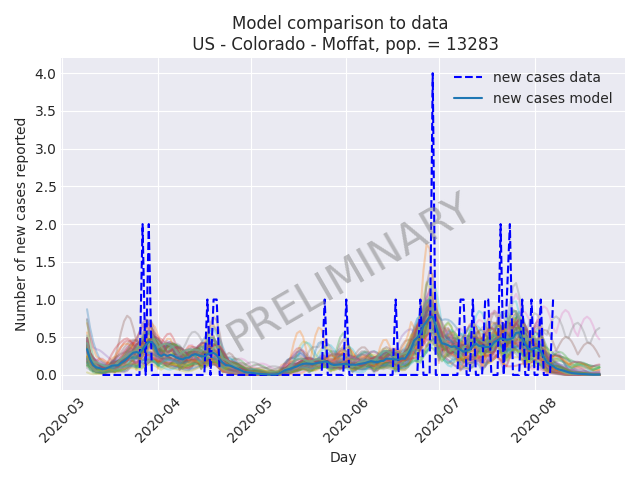 Model comparison to data
US - Colorado - Moffat, pop. = 13283
new cases data
new cases model
Number of new cases reported
4.0
3.5
3.0
2.5
2.0
1.5
1.0
0.5
0.0
PRELIMINARY
2020-03
2020-04
2020-05
2020-06
2020-07
2020-08
Day